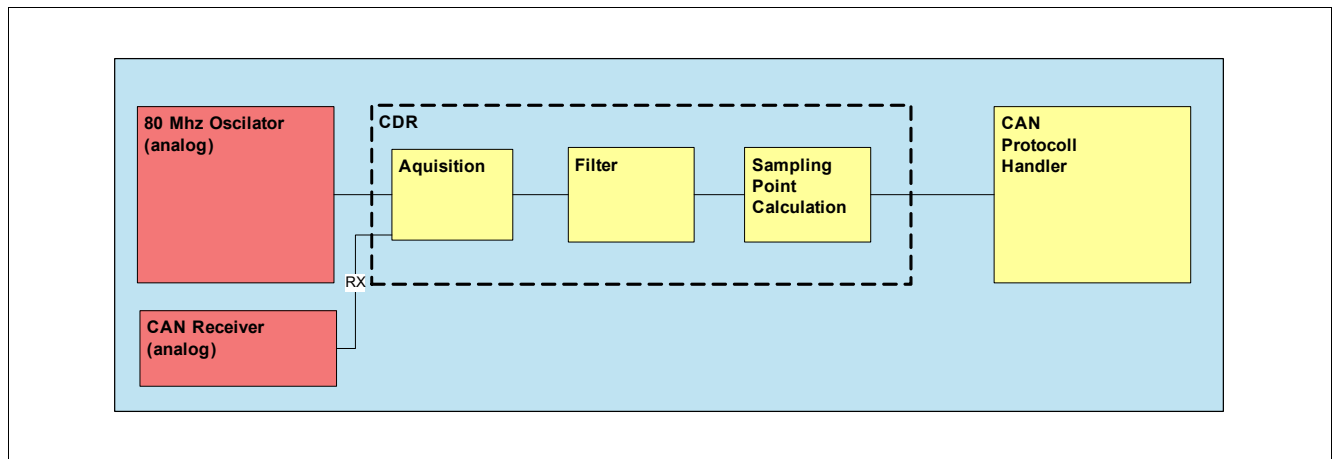 80 Mhz Oscilator
(analog)
CDR
Aquisition
Filter
Sampling
Point
Calculation
CAN
Protocoll
Handler
RX
CAN Receiver
(analog)